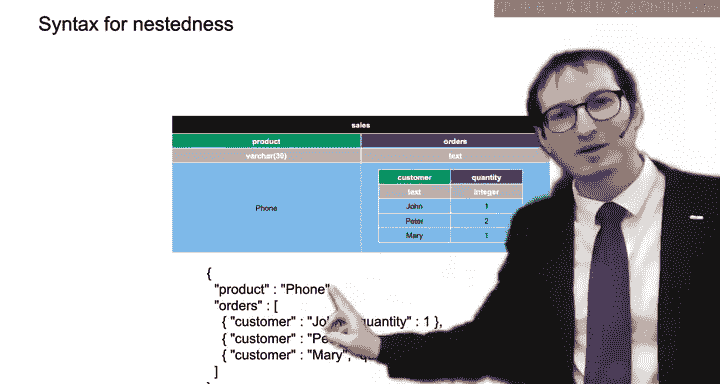 Syntax for nestedness
sales
product orders
varchar(30) text
customer quantity
text integer
Phone
John 1
Peter 2
Mary 1
{
"product" : "Phone"
"orders" : [
{ "customer" : "Jo quantity" : 1 },
{ "customer" : "Pe
{ "customer" : "Mary",
]